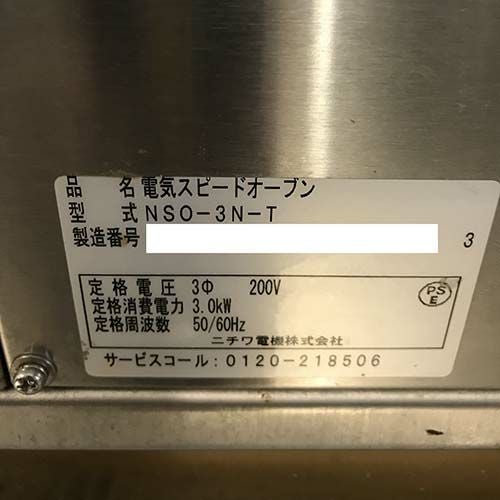 品 名 電気スピードオーブン
型 式 NSO-3N-T
製造番号 3
定格電圧 3Φ 200V
定格消費電力 3.0kW
定格周波数 50/60Hz
PS
E
ニチワ電機株式会社
サービスコール:0120-218506